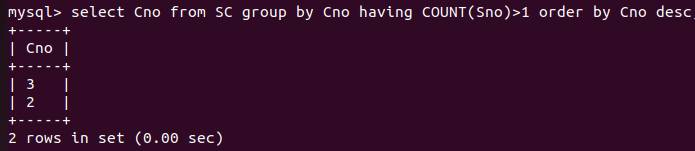 mysql> select Cno from SC group by Cno having COUNT(Sno)>1 order by Cno desc;
+-----+
| Cno |
+-----+
| 3   |
| 2   |
+-----+
2 rows in set (0.00 sec)